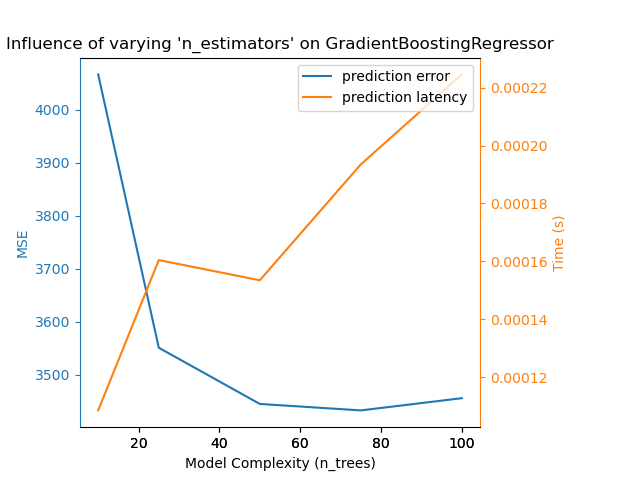 Influence of varying 'n_estimators' on GradientBoostingRegressor
prediction error
prediction latency
MSE
4000
3900
3800
3700
3600
3500
0.00022
0.00020
0.00018
0.00016
0.00014
0.00012
Time (s)
20 40 60 80 100
Model Complexity (n_trees)